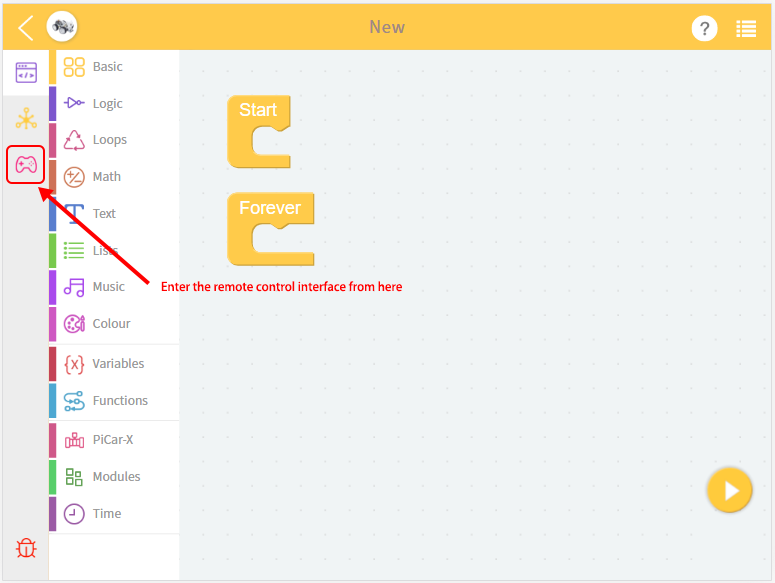 New
?
Basic
Logic
Loops
Math
Text
Lists
Music
Colour
Variables
Functions
PiCar-X
Modules
Time
Start
Forever
Enter the remote control interface from here